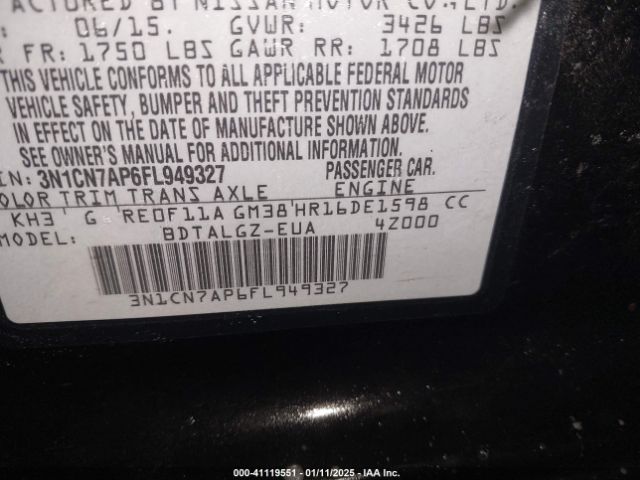 BY NISSAN MOTOR CO., LTD.
06/15. GVWR: 3426 LBS
FR: 1750 LBS GAWR RR: 1708 LBS
THIS VEHICLE CONFORMS TO ALL APPLICABLE FEDERAL MOTOR
VEHICLE SAFETY, BUMPER AND THEFT PREVENTION STANDARDS
IN EFFECT ON THE DATE OF MANUFACTURE SHOWN ABOVE.
SEE OWNER'S MANUAL FOR ADDITIONAL INFORMATION.
IN: 3N1CN7AP6FL949327 PASSENGER CAR.
OLOR TRIM TRANS AXLE ENGINE
KH3 G RE0F11A GM38 HR16DE1598 CC
MODEL: BDTALGZ-EUA 4Z000
3N1CN7AP6FL949327
000-41119551 - 01/11/2025 - IAA Inc.